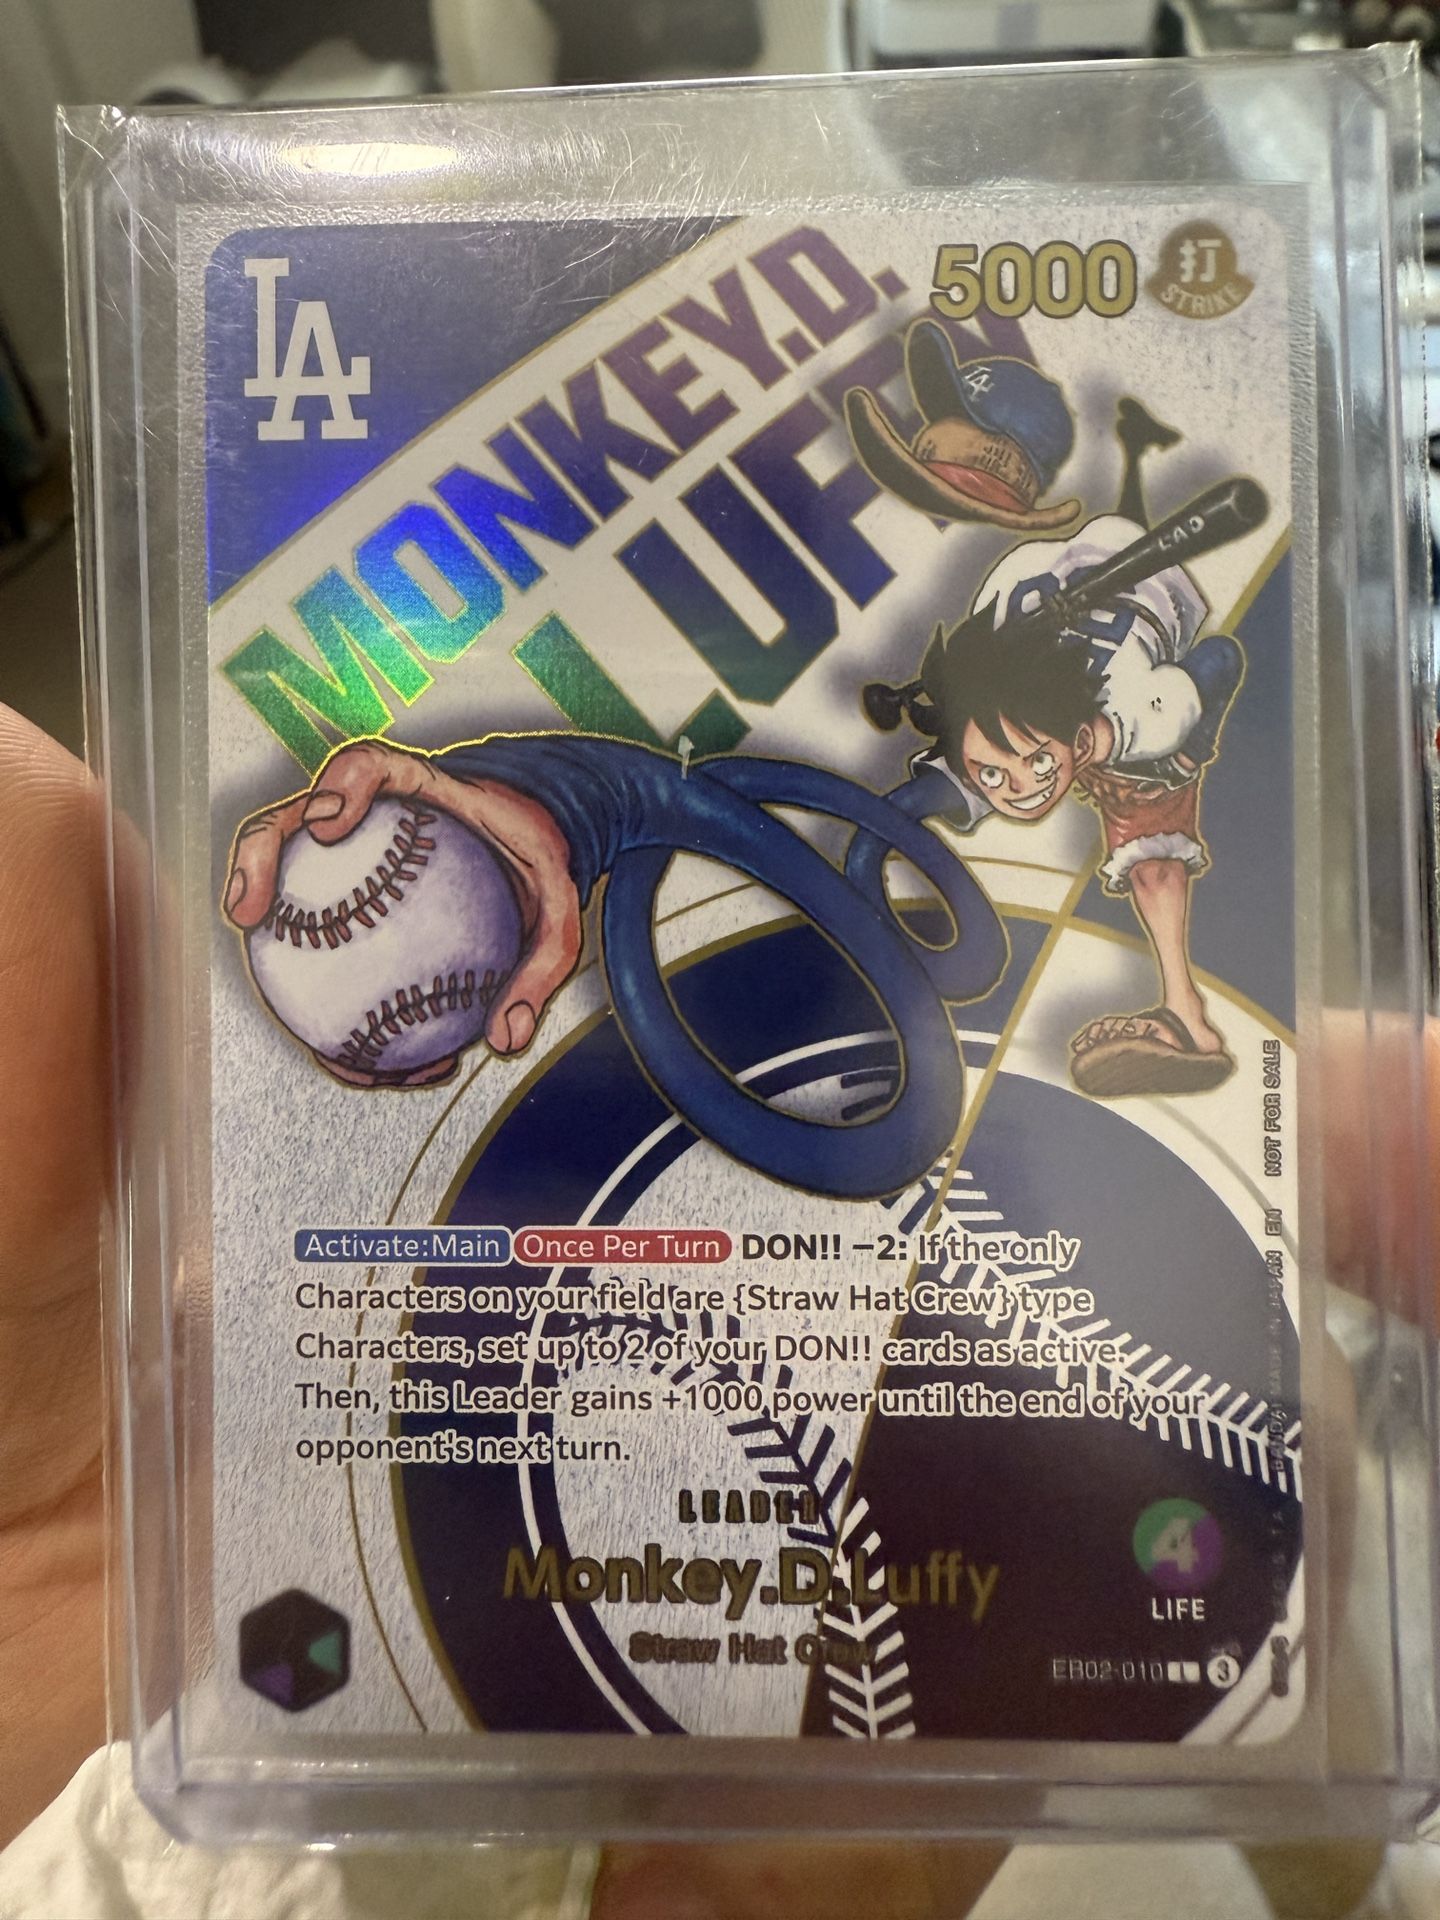 LA
MONKEY.D.
LUFFY
5000
打
STRIKE
LA
LAD
NOT FOR SALE
EN
Activate:Main Once Per Turn DON!! −2: If the only
Characters on your field are {Straw Hat Crew} type
Characters, set up to 2 of your DON!! cards as active.
Then, this Leader gains +1000 power until the end of your
opponent's next turn.
LEADER
Monkey.D.Luffy
Straw Hat Crew
4
LIFE
EB02-010 L 3